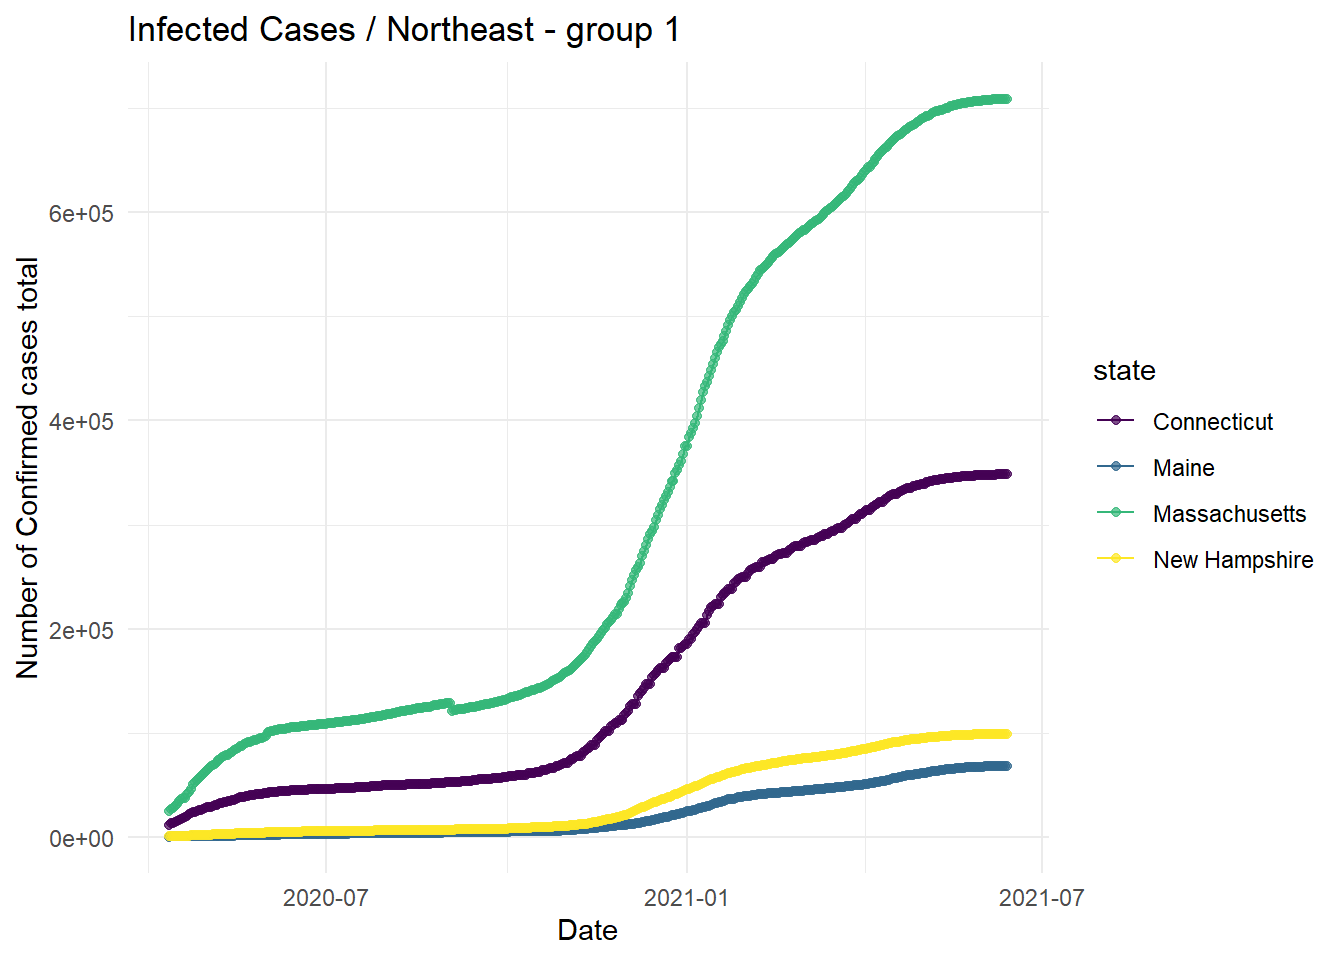 Infected Cases / Northeast - group 1
Number of Confirmed cases total
6e+05
4e+05
2e+05
0e+00
2020-07
2021-01
2021-07
Date
state
Connecticut
Maine
Massachusetts
New Hampshire